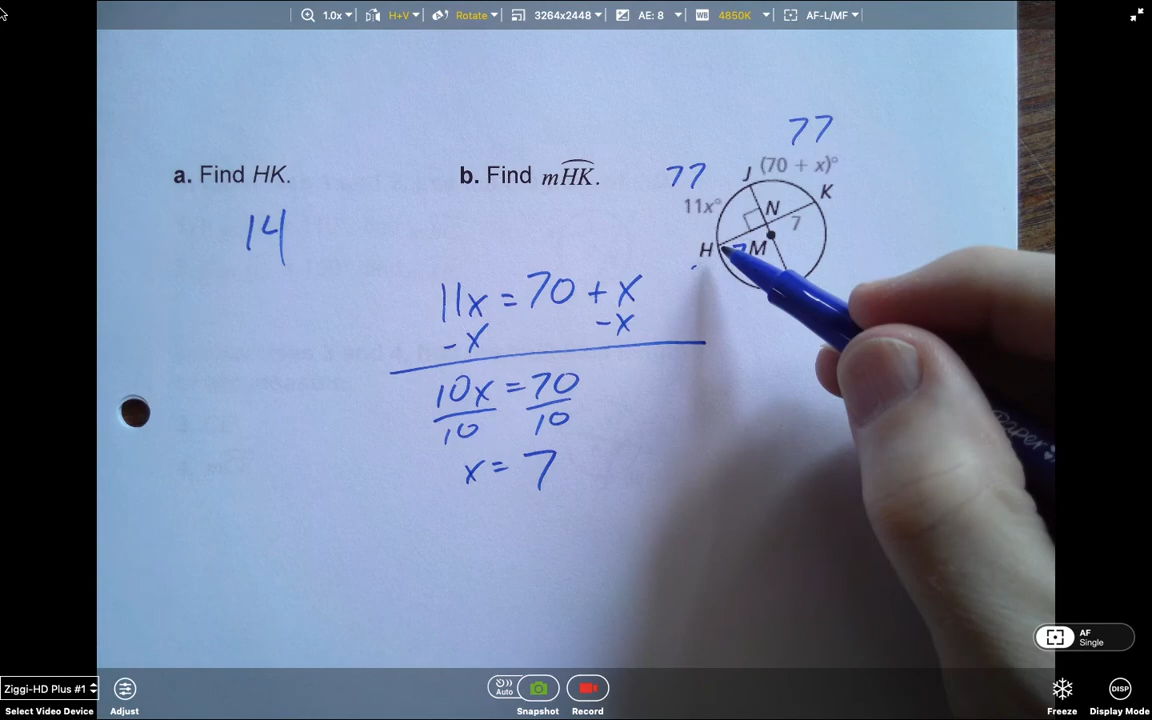 1.0x H+V Rotate 3264x2448 AE: 8 WB 4850K AF-L/MF
77
a. Find HK. b. Find mHK. 77 J (70 + x)°
11x° N K
14 7
H 7 M
11x = 70 + x
- x - x
10x = 70
10 10
x = 7
AF
Single
Ziggi-HD Plus #1
Auto
Select Video Device Adjust Snapshot Record Freeze DISP Display Mode